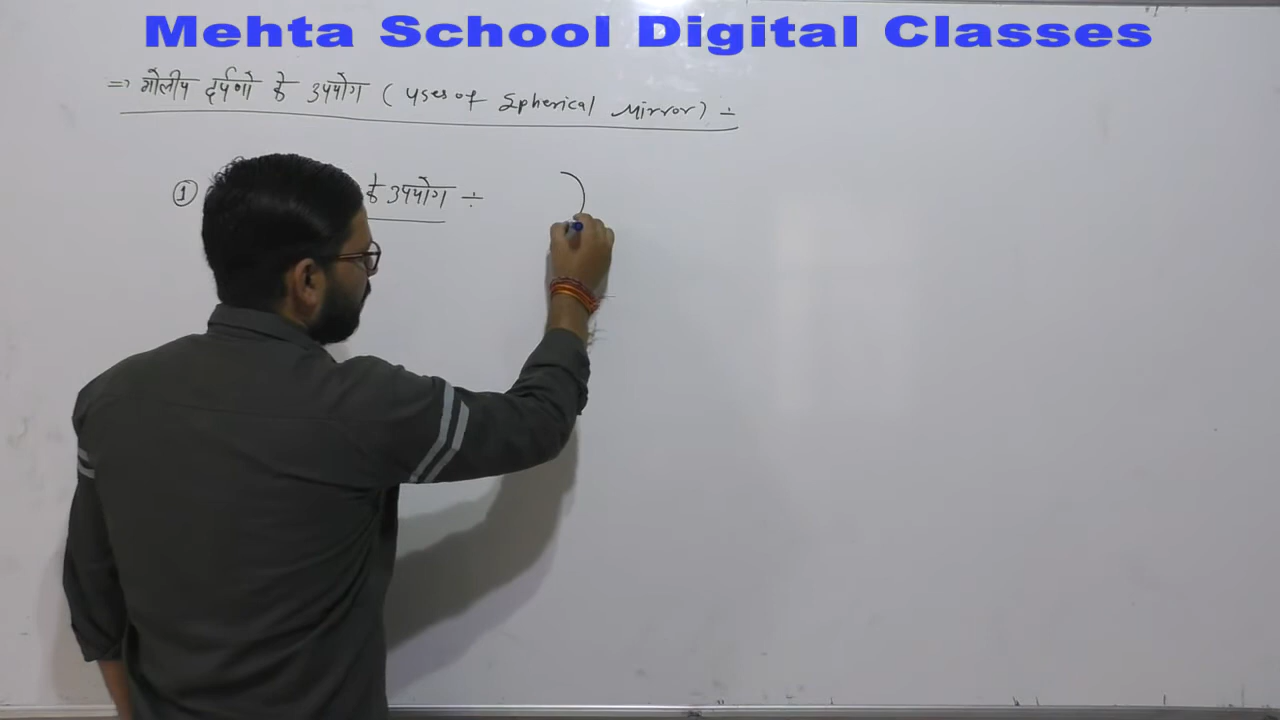 Mehta School Digital Classes
⇒ गोलीय दर्पणो के उपयोग ( Uses of Spherical Mirror) ÷
① के उपयोग ÷